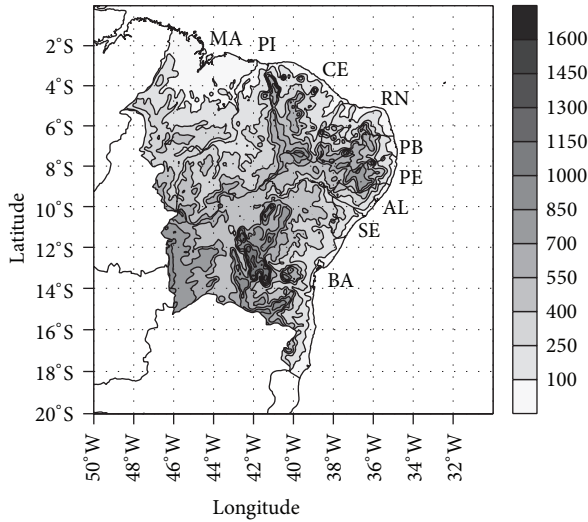 MA
PI
CE
RN
PB
PE
AL
SE
BA
Latitude
2°S
4°S
6°S
8°S
10°S
12°S
14°S
16°S
18°S
20°S
50°W
48°W
46°W
44°W
42°W
40°W
38°W
36°W
34°W
32°W
Longitude
1600
1450
1300
1150
1000
850
700
550
400
250
100